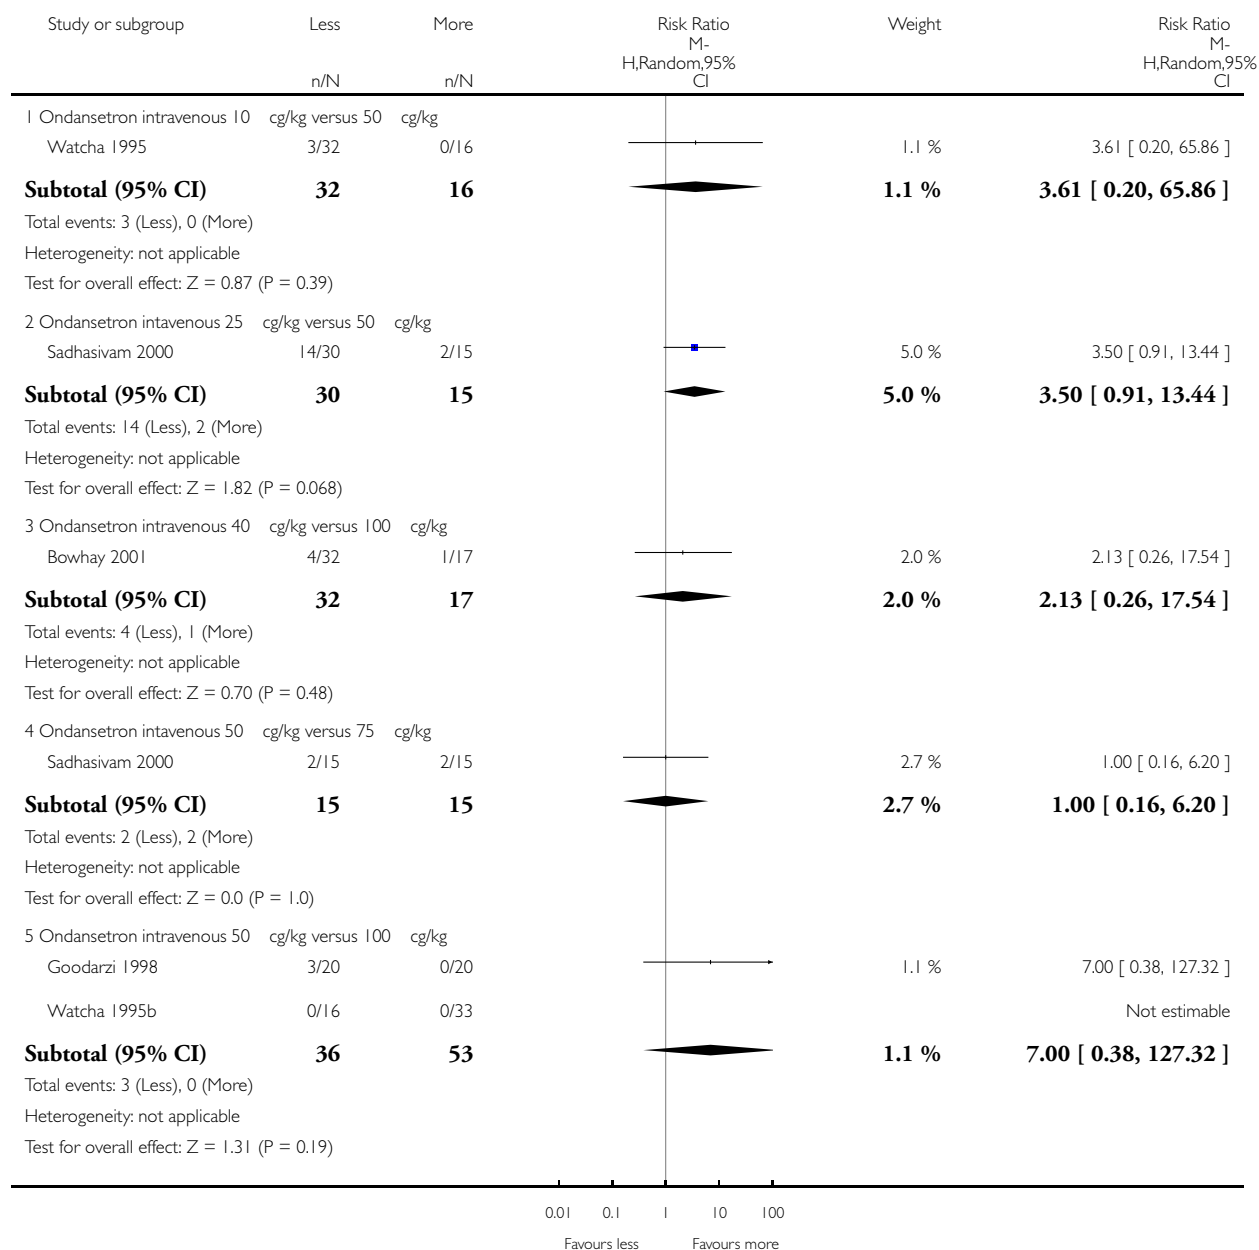 Study or subgroup Less More Risk Ratio Weight Risk Ratio
M- M-
H,Random,95% H,Random,95%
n/N n/N CI CI
1 Ondansetron intravenous 10 cg/kg versus 50 cg/kg
Watcha 1995 3/32 0/16 1.1 % 3.61 [ 0.20, 65.86 ]
Subtotal (95% CI) 32 16 1.1 % 3.61 [ 0.20, 65.86 ]
Total events: 3 (Less), 0 (More)
Heterogeneity: not applicable
Test for overall effect: Z = 0.87 (P = 0.39)
2 Ondansetron intavenous 25 cg/kg versus 50 cg/kg
Sadhasivam 2000 14/30 2/15 5.0 % 3.50 [ 0.91, 13.44 ]
Subtotal (95% CI) 30 15 5.0 % 3.50 [ 0.91, 13.44 ]
Total events: 14 (Less), 2 (More)
Heterogeneity: not applicable
Test for overall effect: Z = 1.82 (P = 0.068)
3 Ondansetron intravenous 40 cg/kg versus 100 cg/kg
Bowhay 2001 4/32 1/17 2.0 % 2.13 [ 0.26, 17.54 ]
Subtotal (95% CI) 32 17 2.0 % 2.13 [ 0.26, 17.54 ]
Total events: 4 (Less), 1 (More)
Heterogeneity: not applicable
Test for overall effect: Z = 0.70 (P = 0.48)
4 Ondansetron intavenous 50 cg/kg versus 75 cg/kg
Sadhasivam 2000 2/15 2/15 2.7 % 1.00 [ 0.16, 6.20 ]
Subtotal (95% CI) 15 15 2.7 % 1.00 [ 0.16, 6.20 ]
Total events: 2 (Less), 2 (More)
Heterogeneity: not applicable
Test for overall effect: Z = 0.0 (P = 1.0)
5 Ondansetron intravenous 50 cg/kg versus 100 cg/kg
Goodarzi 1998 3/20 0/20 1.1 % 7.00 [ 0.38, 127.32 ]
Watcha 1995b 0/16 0/33 Not estimable
Subtotal (95% CI) 36 53 1.1 % 7.00 [ 0.38, 127.32 ]
Total events: 3 (Less), 0 (More)
Heterogeneity: not applicable
Test for overall effect: Z = 1.31 (P = 0.19)
0.01 0.1 1 10 100
Favours less Favours more